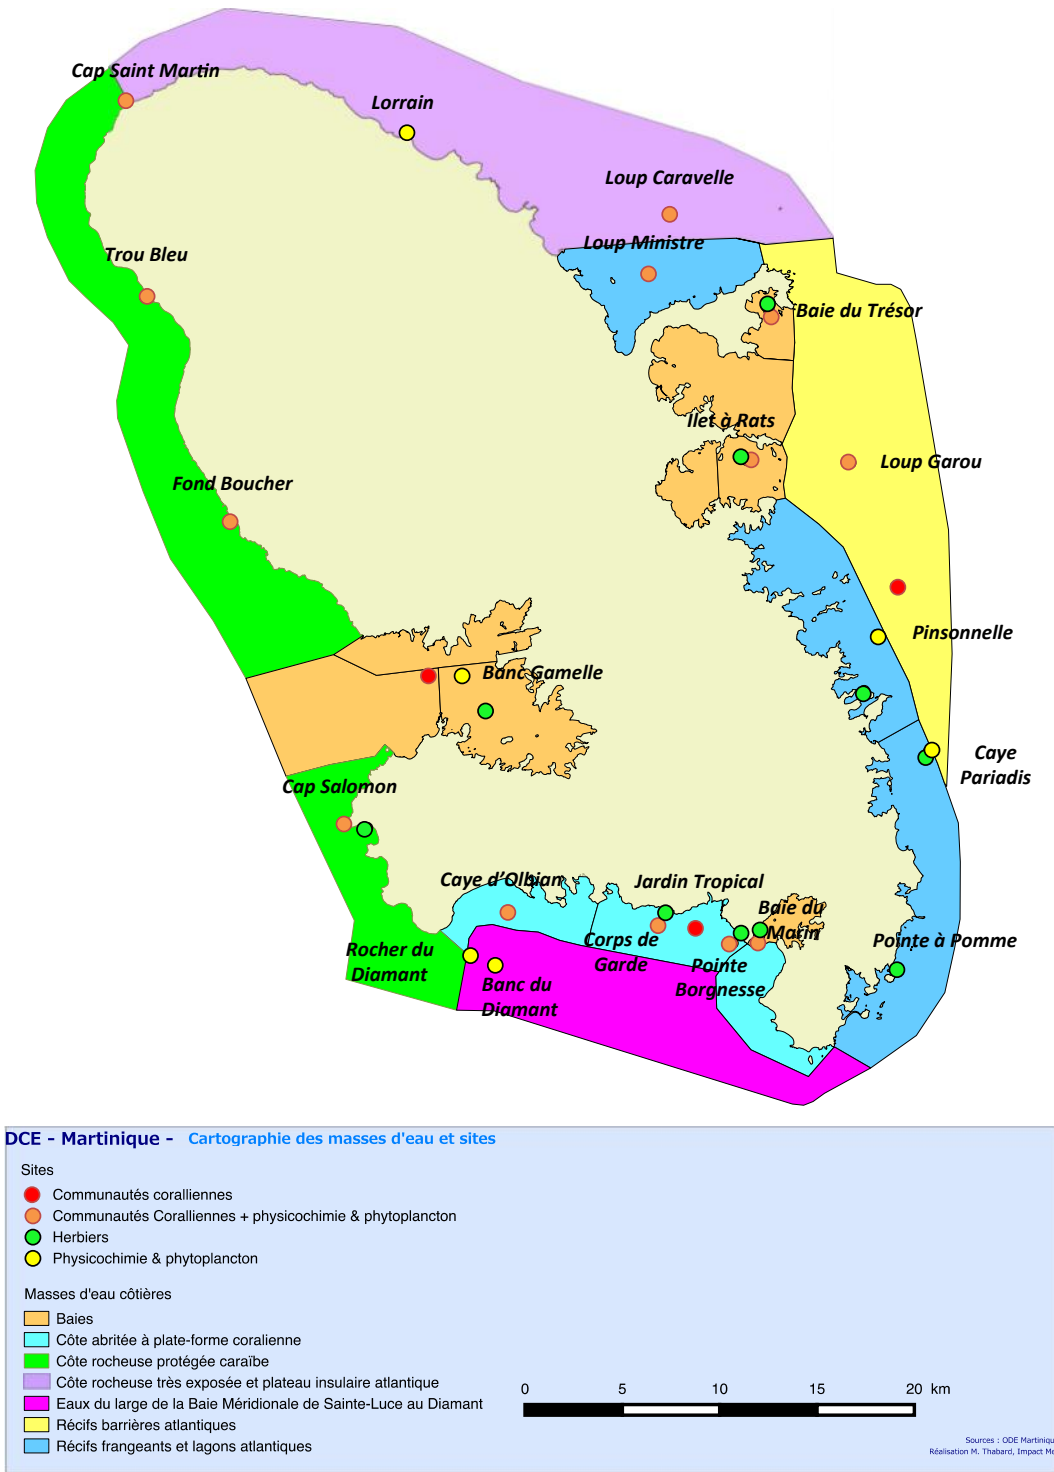 Cap Saint Martin
Lorrain
Loup Caravelle
Loup Ministre
Trou Bleu
Baie du Trésor
Ilet à Rats
Loup Garou
Fond Boucher
Pinsonnelle
Banc Gamelle
Caye
Pariadis
Cap Salomon
Caye d'Olbian
Jardin Tropical
Baie du
Marin
Corps de
Garde
Pointe
Borgnesse
Pointe à Pomme
Rocher du
Diamant
Banc du
Diamant
DCE - Martinique - Cartographie des masses d'eau et sites
Sites
Communautés coralliennes
Communautés Coralliennes + physicochimie & phytoplancton
Herbiers
Physicochimie & phytoplancton
Masses d'eau côtières
Baies
Côte abritée à plate-forme coralienne
Côte rocheuse protégée caraïbe
Côte rocheuse très exposée et plateau insulaire atlantique
Eaux du large de la Baie Méridionale de Sainte-Luce au Diamant
Récifs barrières atlantiques
Récifs frangeants et lagons atlantiques
0 5 10 15 20 km
Sources : ODE Martiniqu
Réalisation M. Thabard, Impact Me